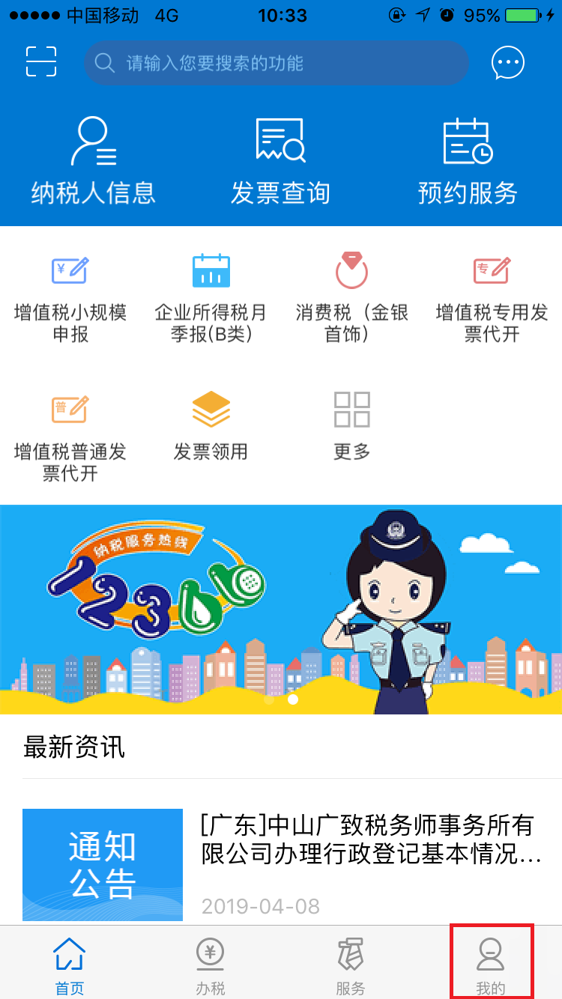 中国移动 4G 10:33 95%
请输入您要搜索的功能
纳税人信息 发票查询 预约服务
¥ 专
增值税小规模 企业所得税月 消费税（金银 增值税专用发
申报 季报(B类) 首饰） 票代开
普
增值税普通发 发票领用 更多
票代开
纳税服务热线
12366
最新资讯
通知
公告
[广东]中山广致税务师事务所有
限公司办理行政登记基本情况...
2019-04-08
¥
首页 办税 服务 我的